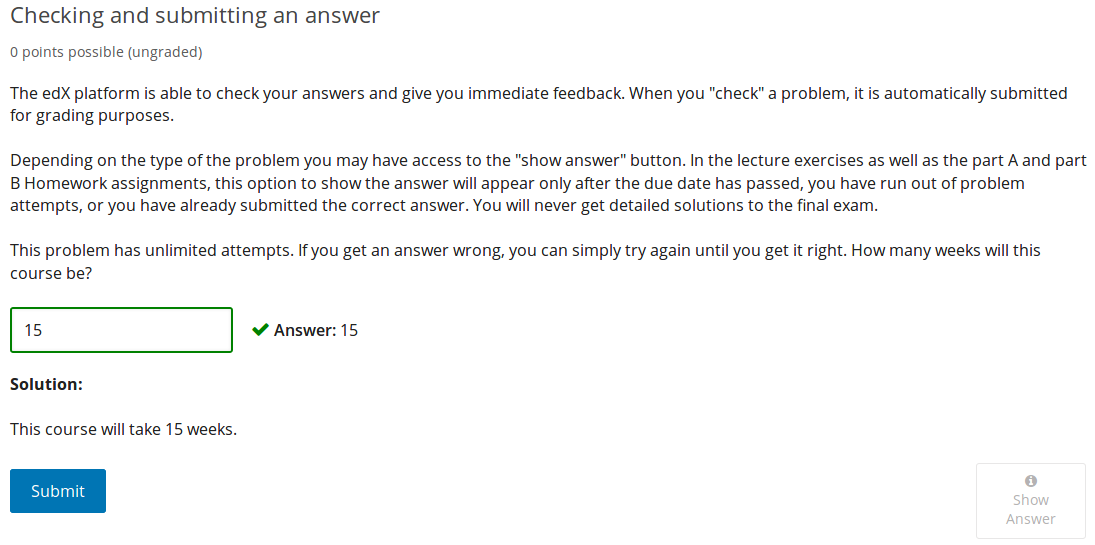 Checking and submitting an answer
0 points possible (ungraded)
The edX platform is able to check your answers and give you immediate feedback. When you "check" a problem, it is automatically submitted
for grading purposes.
Depending on the type of the problem you may have access to the "show answer" button. In the lecture exercises as well as the part A and part
B Homework assignments, this option to show the answer will appear only after the due date has passed, you have run out of problem
attempts, or you have already submitted the correct answer. You will never get detailed solutions to the final exam.
This problem has unlimited attempts. If you get an answer wrong, you can simply try again until you get it right. How many weeks will this
course be?
15
Answer: 15
Solution:
This course will take 15 weeks.
Submit
Show
Answer